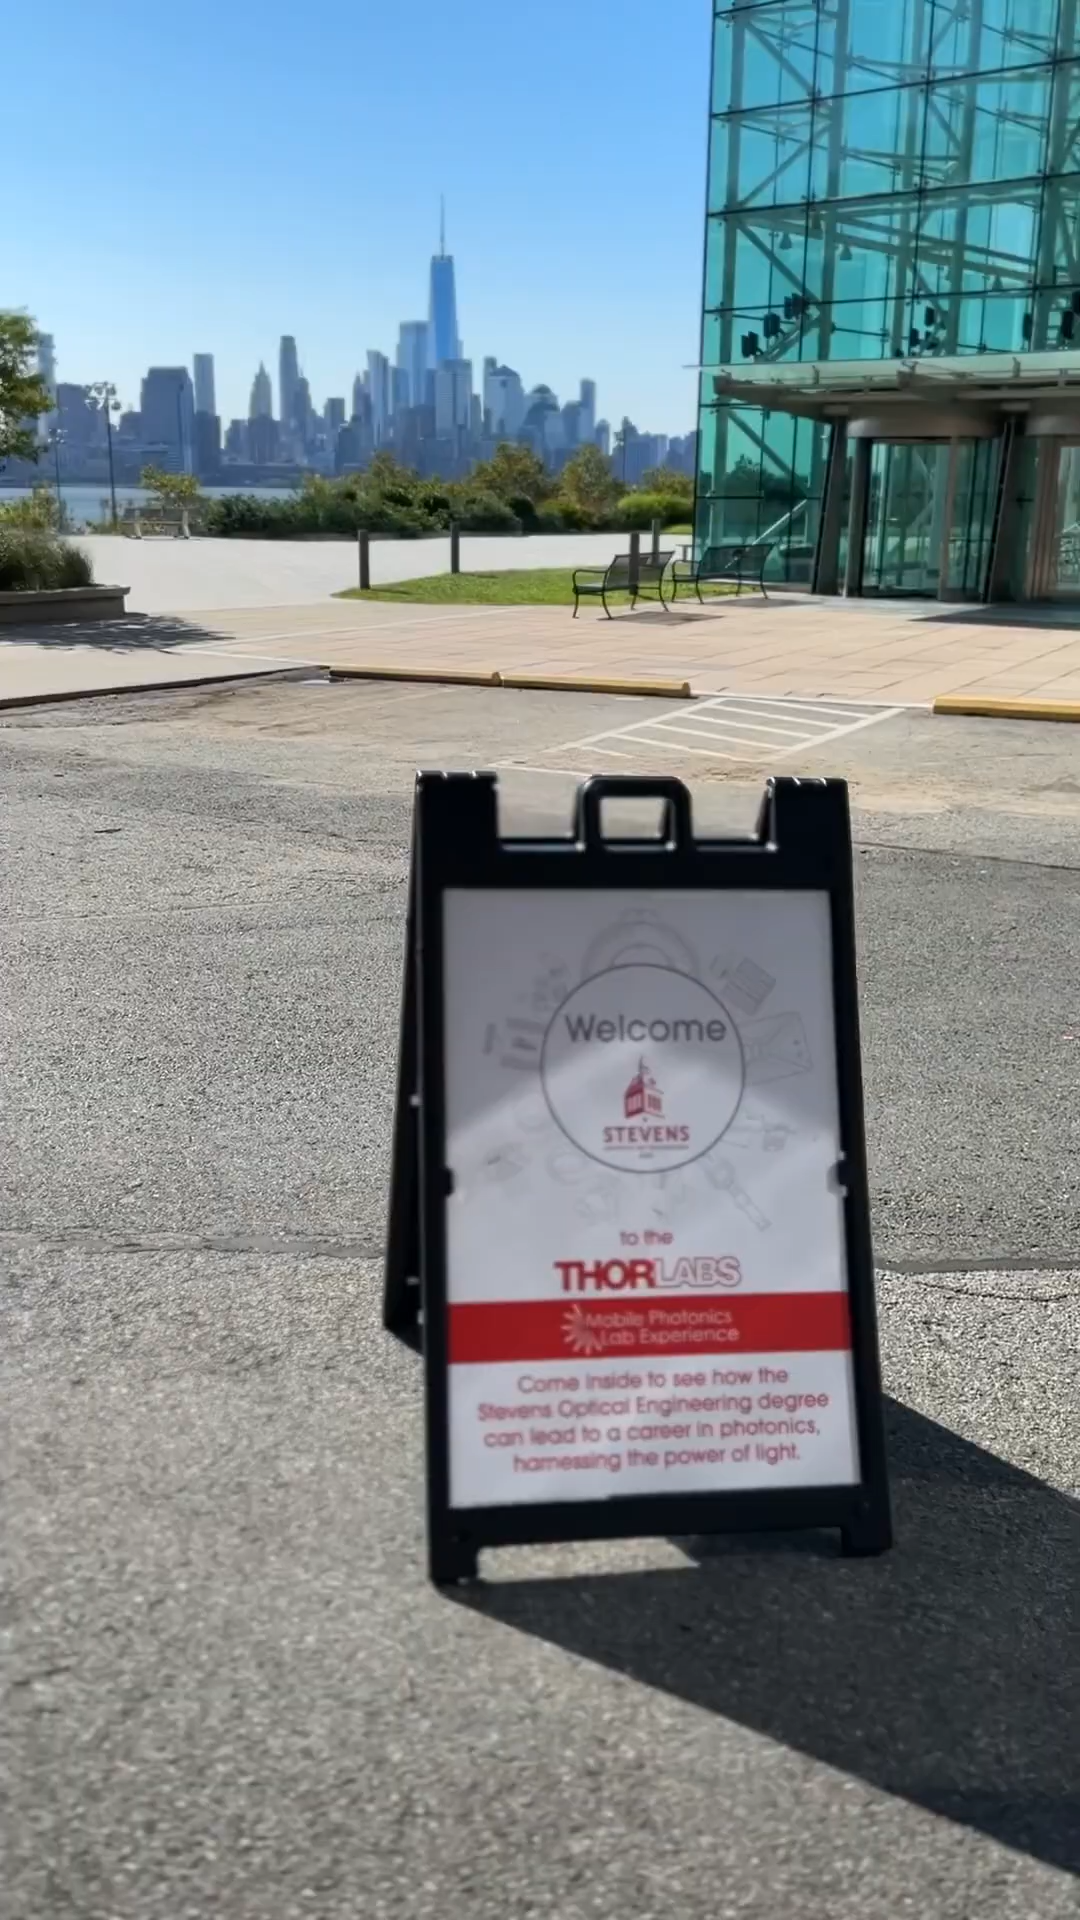 Welcome
STEVENS
to the
THORLABS
Mobile Photonics
Lab Experience
Come inside to see how the
Stevens Optical Engineering degree
can lead to a career in photonics,
harnessing the power of light.